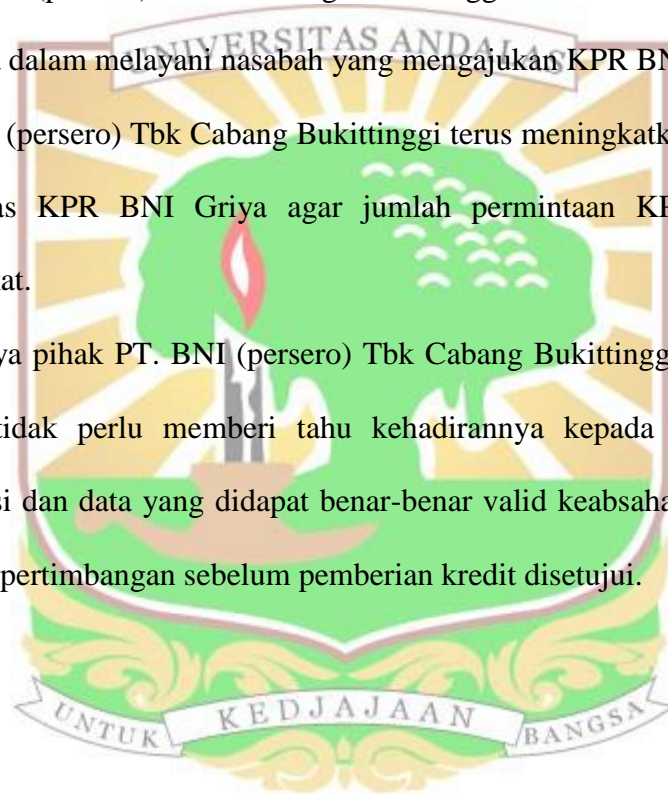 UNIVERSITAS ANDALAS
dalam melayani nasabah yang mengajukan KPR BN
(persero) Tbk Cabang Bukittinggi terus meningkatk
as KPR BNI Griya agar jumlah permintaan KP
at.
ya pihak PT. BNI (persero) Tbk Cabang Bukittingg
tidak perlu memberi tahu kehadirannya kepada
si dan data yang didapat benar-benar valid keabsaha
pertimbangan sebelum pemberian kredit disetujui.
UNTUK KEDJAJAAN BANGSA